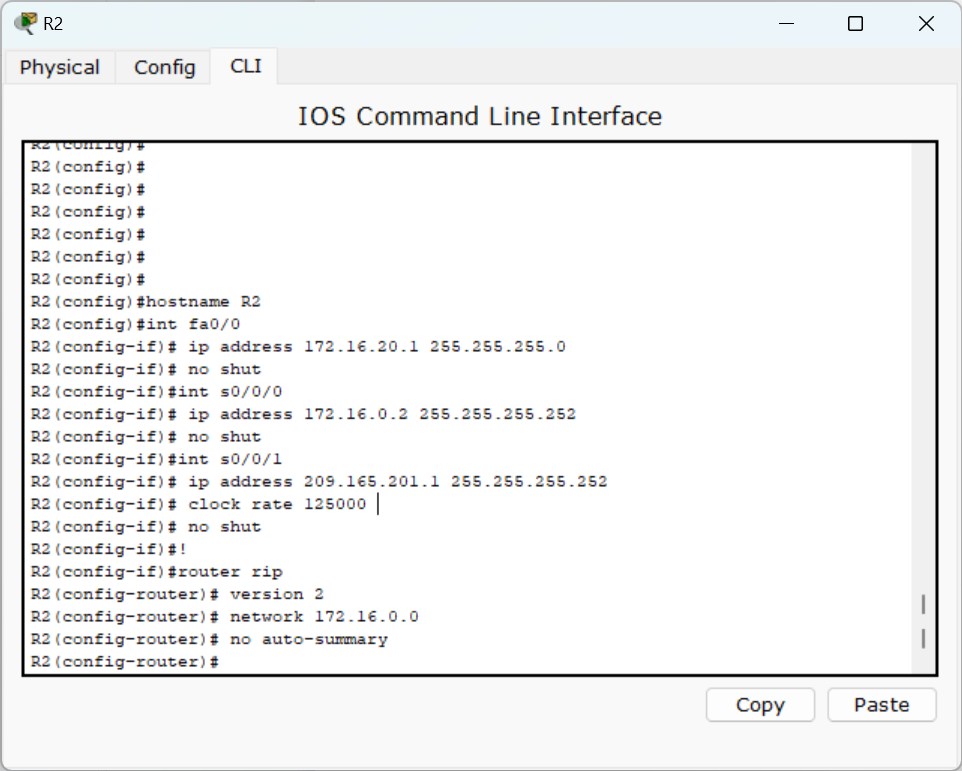 R2
Physical Config CLI
IOS Command Line Interface
R2(config)#
R2(config)#
R2(config)#
R2(config)#
R2(config)#
R2(config)#
R2(config)#
R2(config)#hostname R2
R2(config)#int fa0/0
R2(config-if)# ip address 172.16.20.1 255.255.255.0
R2(config-if)# no shut
R2(config-if)#int s0/0/0
R2(config-if)# ip address 172.16.0.2 255.255.255.252
R2(config-if)# no shut
R2(config-if)#int s0/0/1
R2(config-if)# ip address 209.165.201.1 255.255.255.252
R2(config-if)# clock rate 125000
R2(config-if)# no shut
R2(config-if)#!
R2(config-if)#router rip
R2(config-router)# version 2
R2(config-router)# network 172.16.0.0
R2(config-router)# no auto-summary
R2(config-router)#
Copy Paste